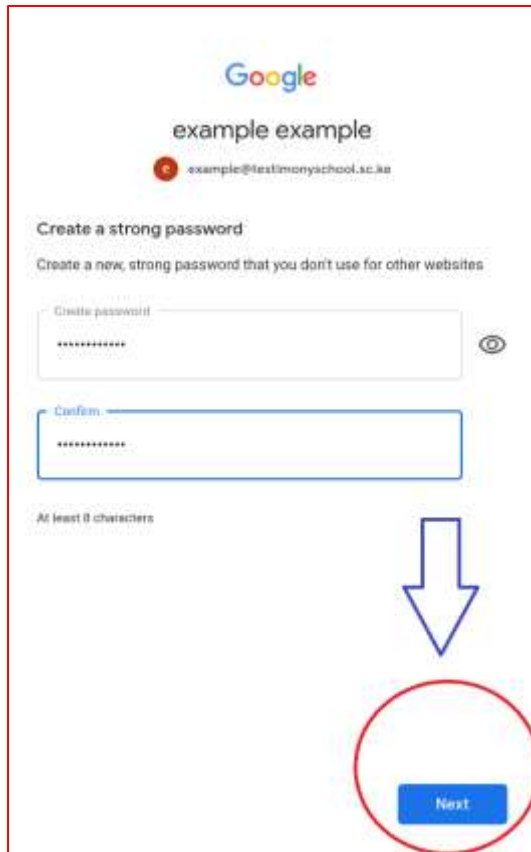 Google
example example
e example@testimonyschool.sc.ke
Create a strong password
Create a new, strong password that you don't use for other websites
Create password
••••••••••••
Confirm
••••••••••••
At least 8 characters
Next